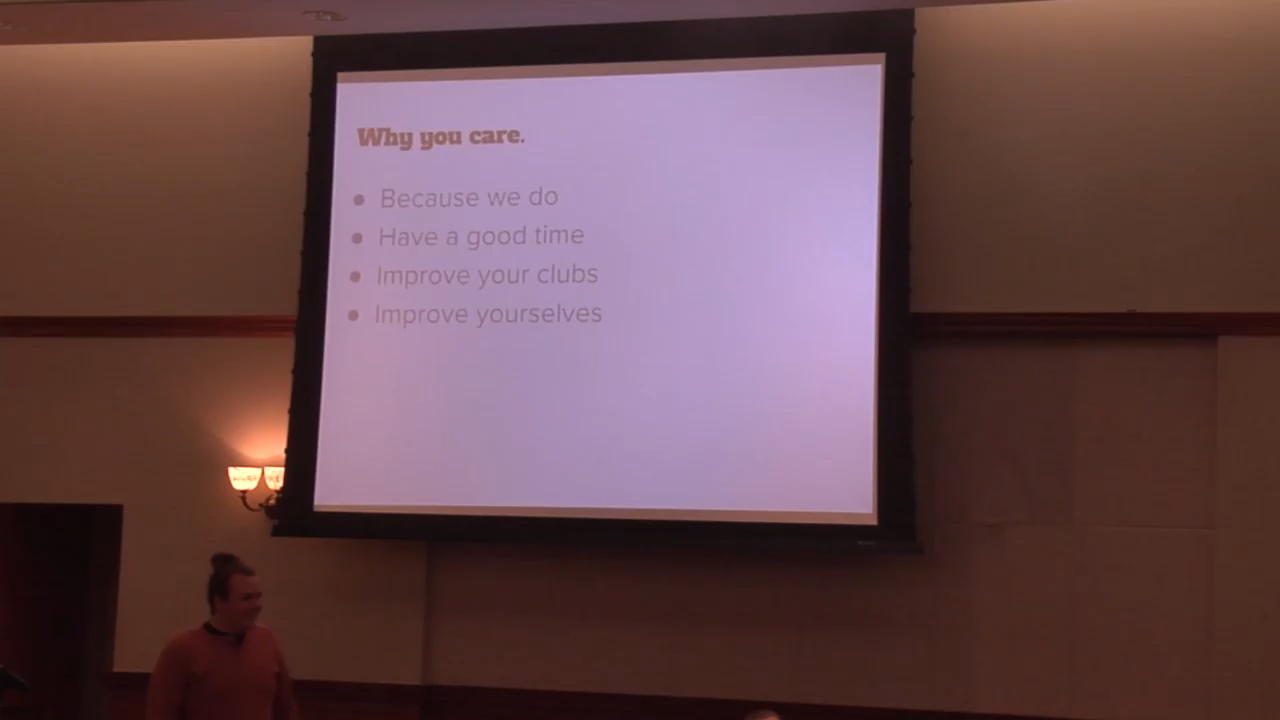 Why you care.
Because we do
Have a good time
Improve your clubs
Improve yourselves